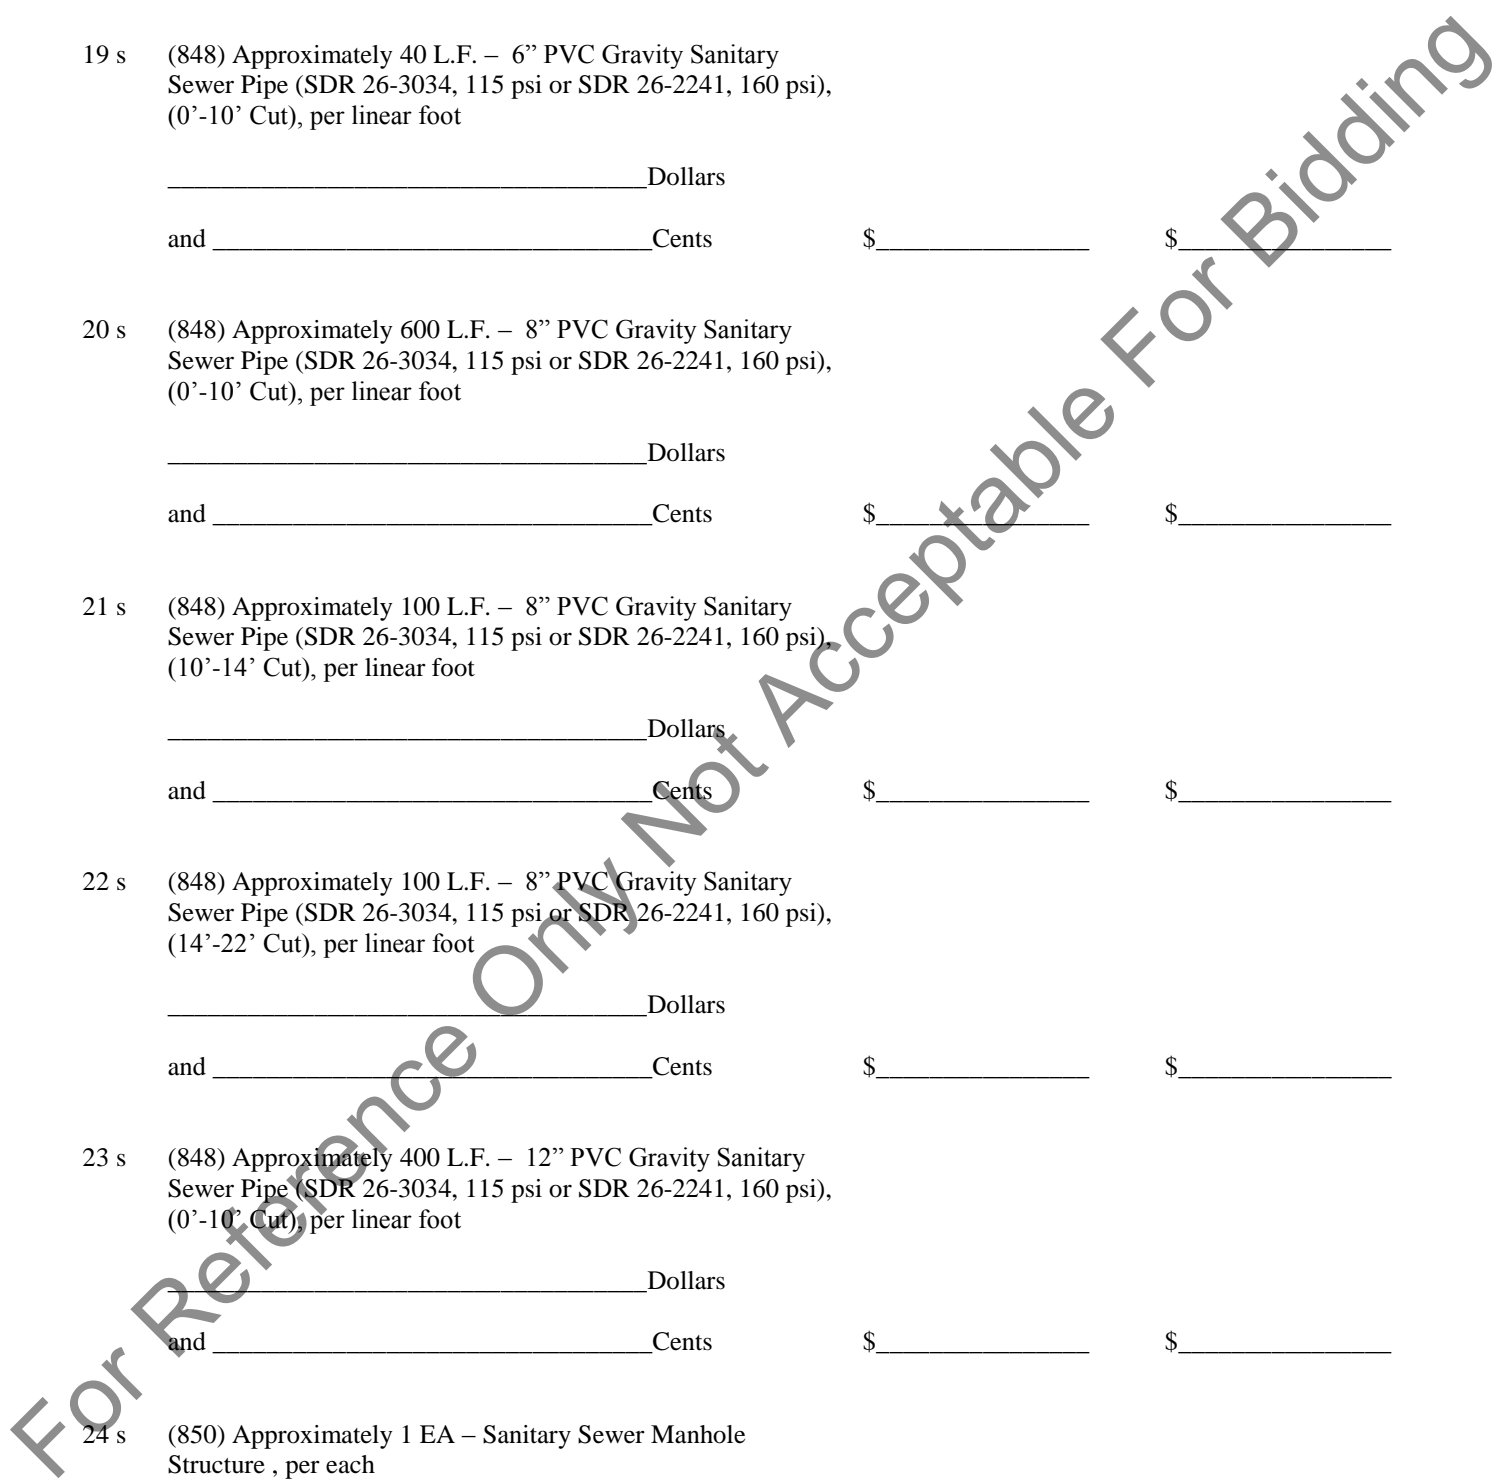 19 s (848) Approximately 40 L.F. – 6” PVC Gravity Sanitary
Sewer Pipe (SDR 26-3034, 115 psi or SDR 26-2241, 160 psi),
(0’-10’ Cut), per linear foot
____________________________________Dollars
and _________________________________Cents $________________ $________________
20 s (848) Approximately 600 L.F. – 8” PVC Gravity Sanitary
Sewer Pipe (SDR 26-3034, 115 psi or SDR 26-2241, 160 psi),
(0’-10’ Cut), per linear foot
____________________________________Dollars
and _________________________________Cents $________________ $________________
21 s (848) Approximately 100 L.F. – 8” PVC Gravity Sanitary
Sewer Pipe (SDR 26-3034, 115 psi or SDR 26-2241, 160 psi),
(10’-14’ Cut), per linear foot
____________________________________Dollars
and _________________________________Cents $________________ $________________
22 s (848) Approximately 100 L.F. – 8” PVC Gravity Sanitary
Sewer Pipe (SDR 26-3034, 115 psi or SDR 26-2241, 160 psi),
(14’-22’ Cut), per linear foot
____________________________________Dollars
and _________________________________Cents $________________ $________________
23 s (848) Approximately 400 L.F. – 12” PVC Gravity Sanitary
Sewer Pipe (SDR 26-3034, 115 psi or SDR 26-2241, 160 psi),
(0’-10’ Cut), per linear foot
____________________________________Dollars
and _________________________________Cents $________________ $________________
24 s (850) Approximately 1 EA – Sanitary Sewer Manhole
Structure , per each
For Reference Only Not Acceptable For Bidding